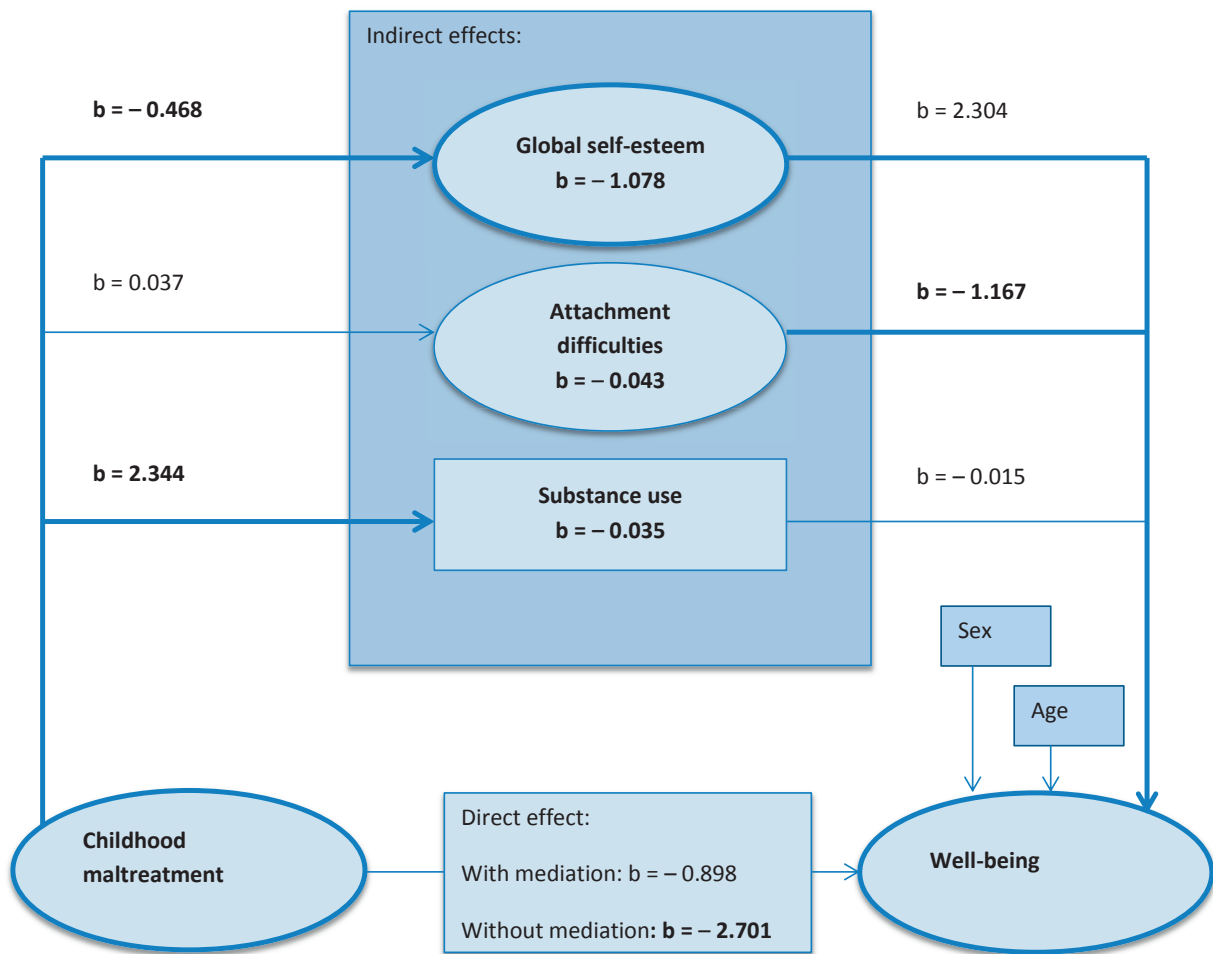 Indirect effects:
b = – 0.468
Global self-esteem
b = – 1.078
b = 2.304
b = 0.037
Attachment
difficulties
b = – 0.043
b = – 1.167
b = 2.344
Substance use
b = – 0.035
b = – 0.015
Sex
Age
Childhood
maltreatment
Direct effect:
With mediation: b = – 0.898
Without mediation: b = – 2.701
Well-being